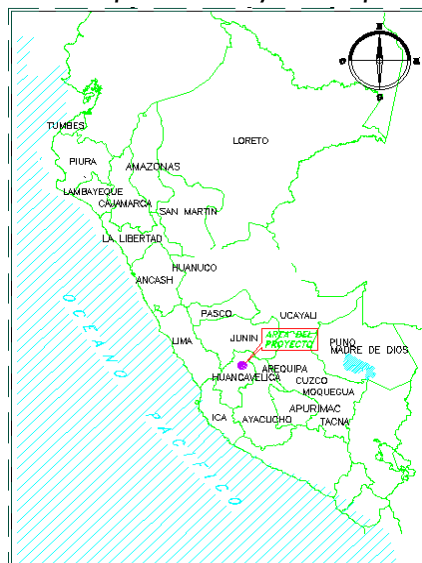 TUMBES
PIURA
LORETO
AMAZONAS
LAMBAYEQUE
CAJAMARCA
SAN MARTIN
LA LIBERTAD
HUANUCO
ANCASH
PASCO
UCAYALI
LIMA
JUNIN
AREA DEL
PROYECTO
PUNO
MADRE DE DIOS
HUANCAVELICA
AREQUIPA
CUZCO
MOQUEGUA
ICA
AYACUCHO
APURIMAC
TACNA
OCEANO PACIFICO